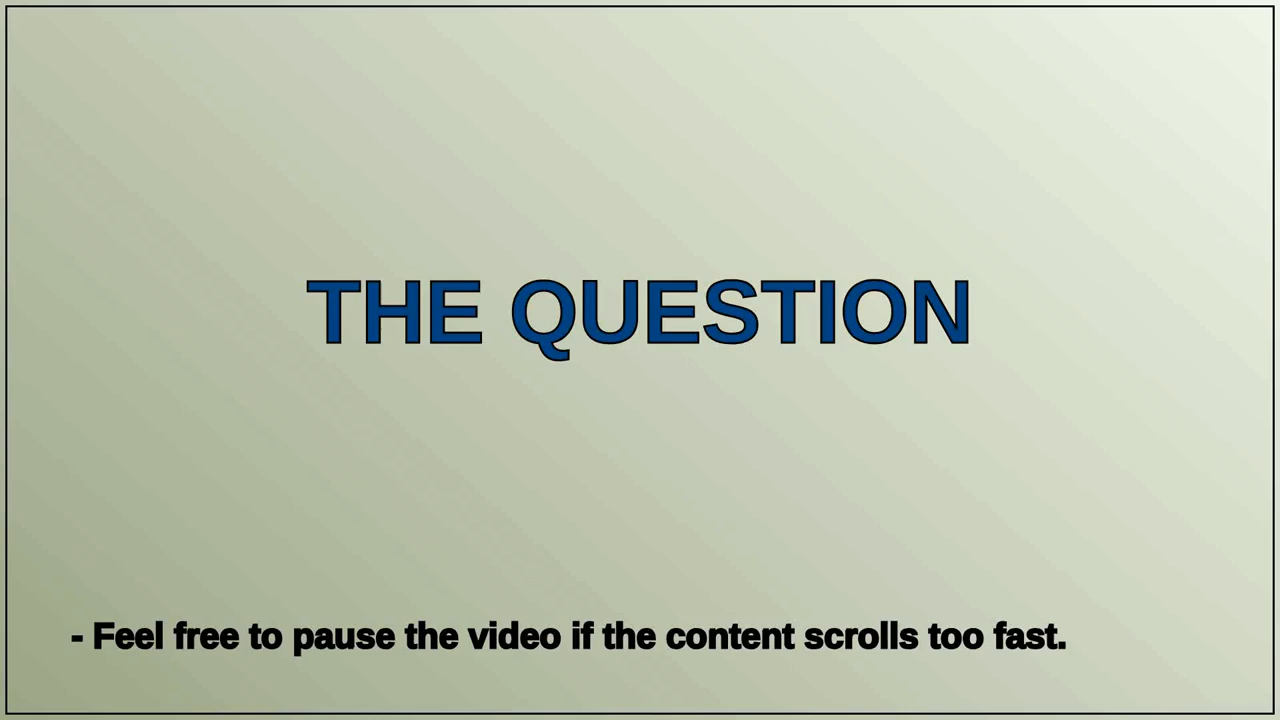 THE QUESTION
- Feel free to pause the video if the content scrolls too fast.